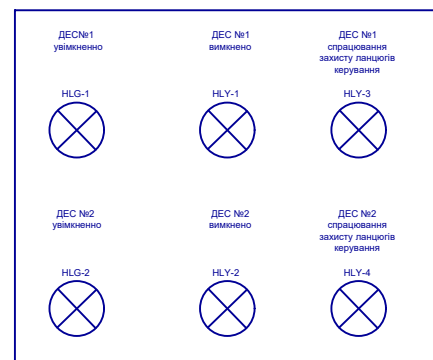 ДЕС№1
увімкненно
ДЕС №1
вимкнено
ДЕС №1
спрацювання
захисту ланцюгів
керування
HLG-1
HLY-1
HLY-3
ДЕС №2
увімкненно
ДЕС №2
вимкнено
ДЕС №2
спрацювання
захисту ланцюгів
керування
HLG-2
HLY-2
HLY-4